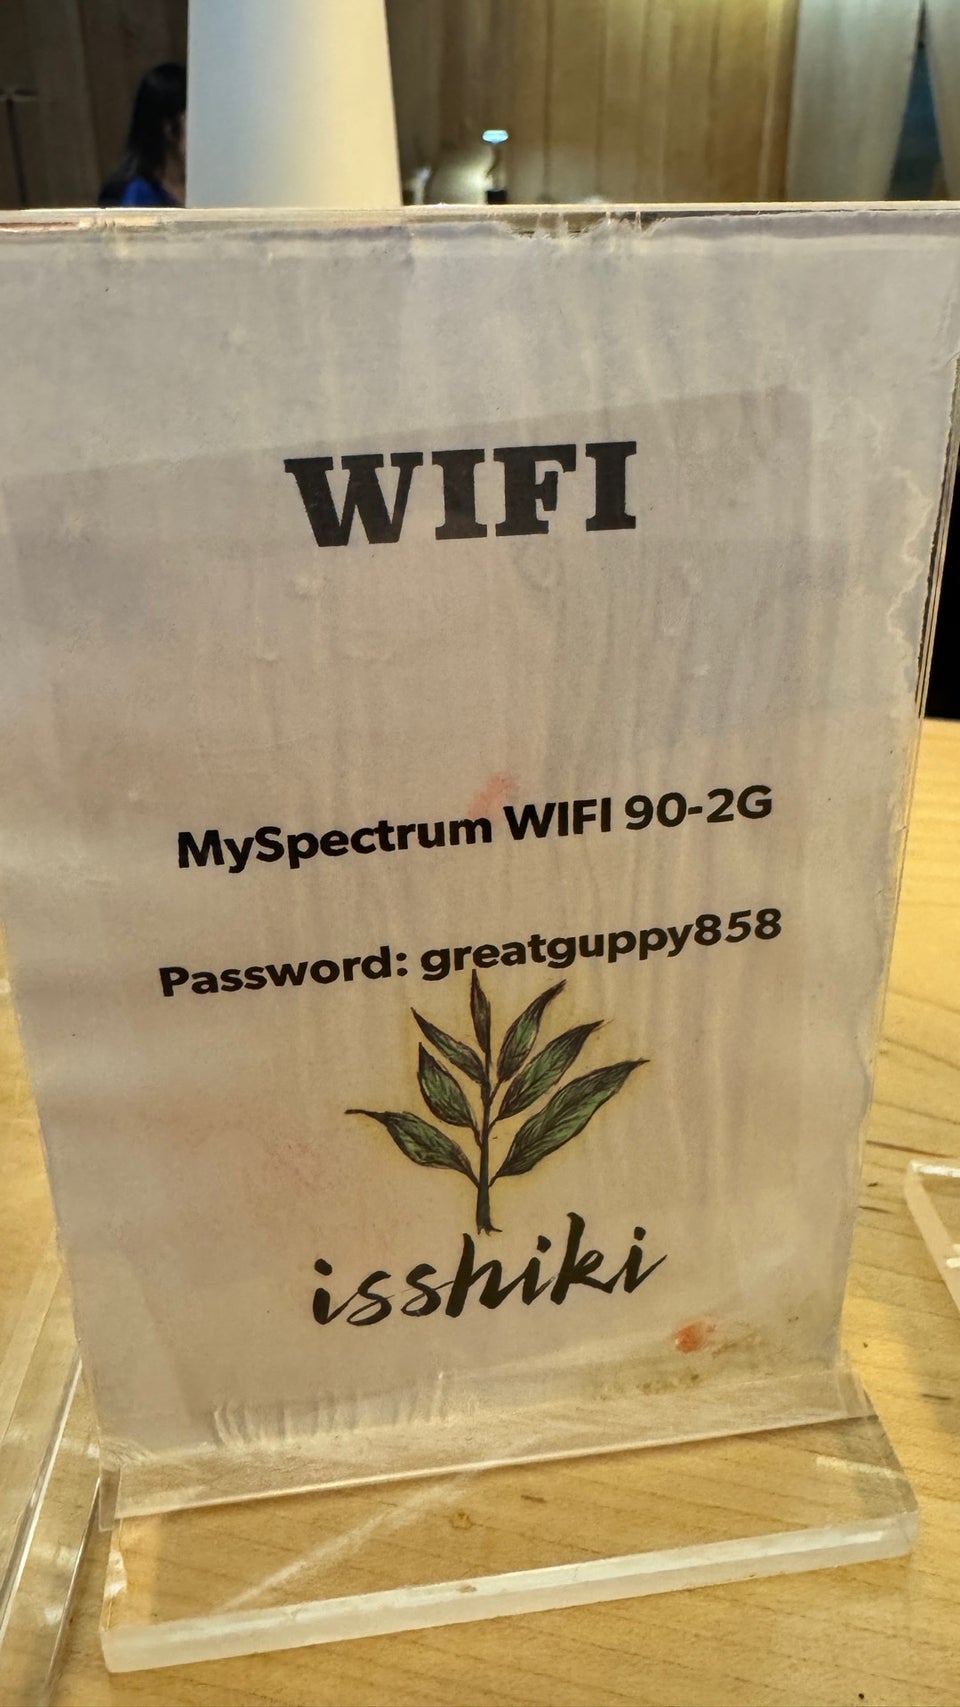 WIFI
MySpectrum WIFI 90-2G
Password: greatguppy858
isshiki